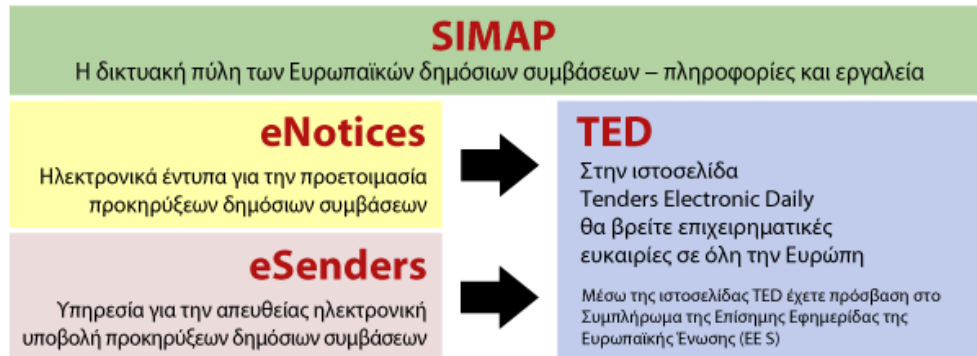 SIMAP
Η δικτυακή πύλη των Ευρωπαϊκών δημόσιων συμβάσεων – πληροφορίες και εργαλεία
eNotices
Ηλεκτρονικά έντυπα για την προετοιμασία
προκηρύξεων δημόσιων συμβάσεων
eSenders
Υπηρεσία για την απευθείας ηλεκτρονική
υποβολή προκηρύξεων δημόσιων συμβάσεων
TED
Στην ιστοσελίδα
Tenders Electronic Daily
θα βρείτε επιχειρηματικές
ευκαιρίες σε όλη την Ευρώπη
Μέσω της ιστοσελίδας TED έχετε πρόσβαση στο
Συμπλήρωμα της Επίσημης Εφημερίδας της
Ευρωπαϊκής Ένωσης (ΕΕ S)